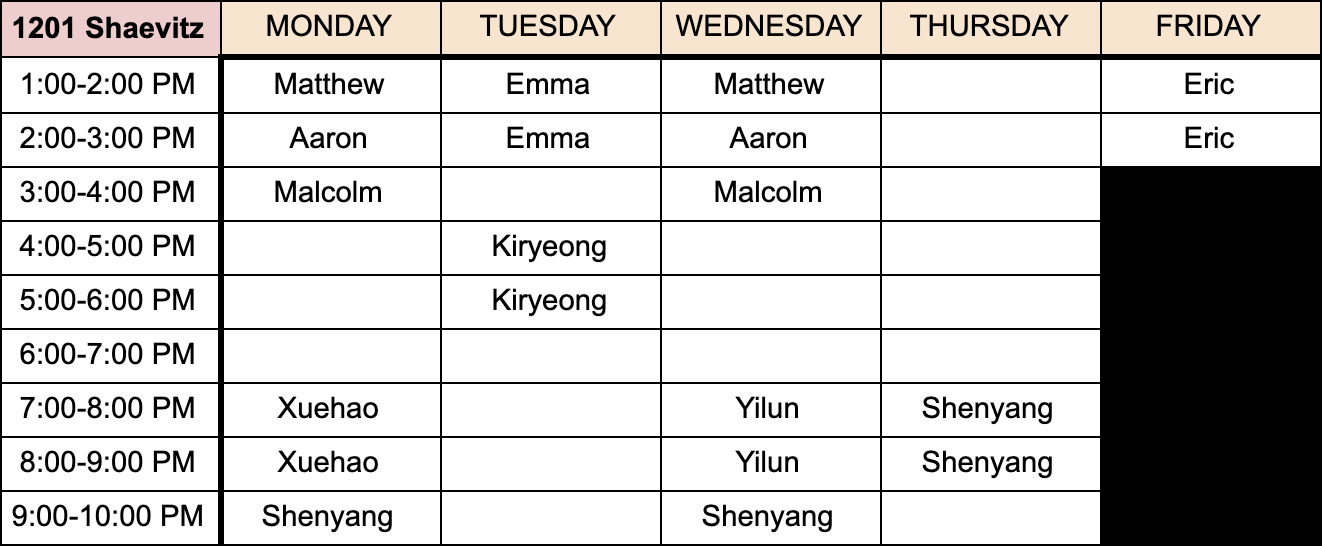 1201 Shaevitz MONDAY TUESDAY WEDNESDAY THURSDAY FRIDAY
1:00-2:00 PM Matthew Emma Matthew Eric
2:00-3:00 PM Aaron Emma Aaron Eric
3:00-4:00 PM Malcolm Malcolm
4:00-5:00 PM Kiryeong
5:00-6:00 PM Kiryeong
6:00-7:00 PM
7:00-8:00 PM Xuehao Yilun Shenyang
8:00-9:00 PM Xuehao Yilun Shenyang
9:00-10:00 PM Shenyang Shenyang